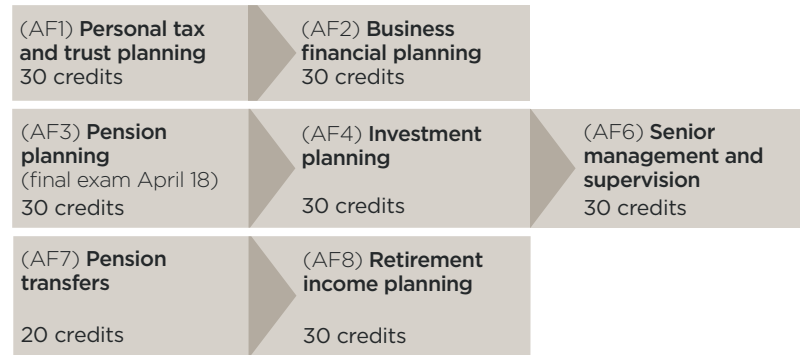 (AF1) Personal tax
and trust planning
30 credits
(AF2) Business
financial planning
30 credits
(AF3) Pension
planning
(final exam April 18)
30 credits
(AF4) Investment
planning
30 credits
(AF6) Senior
management and
supervision
30 credits
(AF7) Pension
transfers
20 credits
(AF8) Retirement
income planning
30 credits